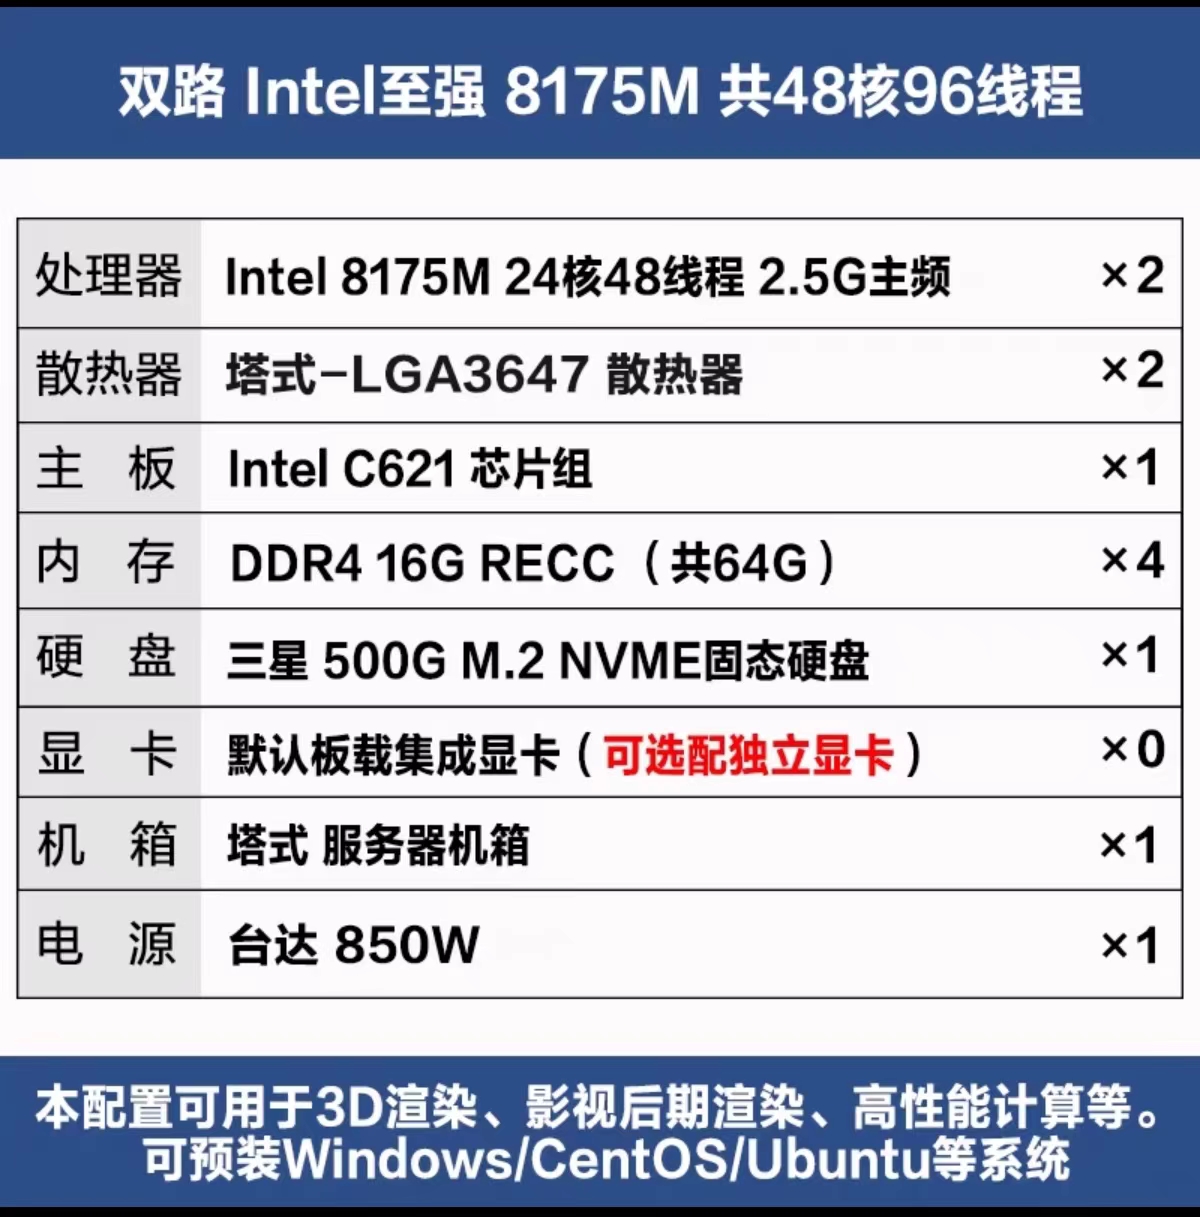 双路 Intel至强 8175M 共48核96线程
处理器 Intel 8175M 24核48线程 2.5G主频 ×2
散热器 塔式-LGA3647 散热器 ×2
主 板 Intel C621 芯片组 ×1
内 存 DDR4 16G RECC（共64G） ×4
硬 盘 三星 500G M.2 NVME固态硬盘 ×1
显 卡 默认板载集成显卡（可选配独立显卡） ×0
机 箱 塔式 服务器机箱 ×1
电 源 台达 850W ×1
本配置可用于3D渲染、影视后期渲染、高性能计算等。
可预装Windows/CentOS/Ubuntu等系统